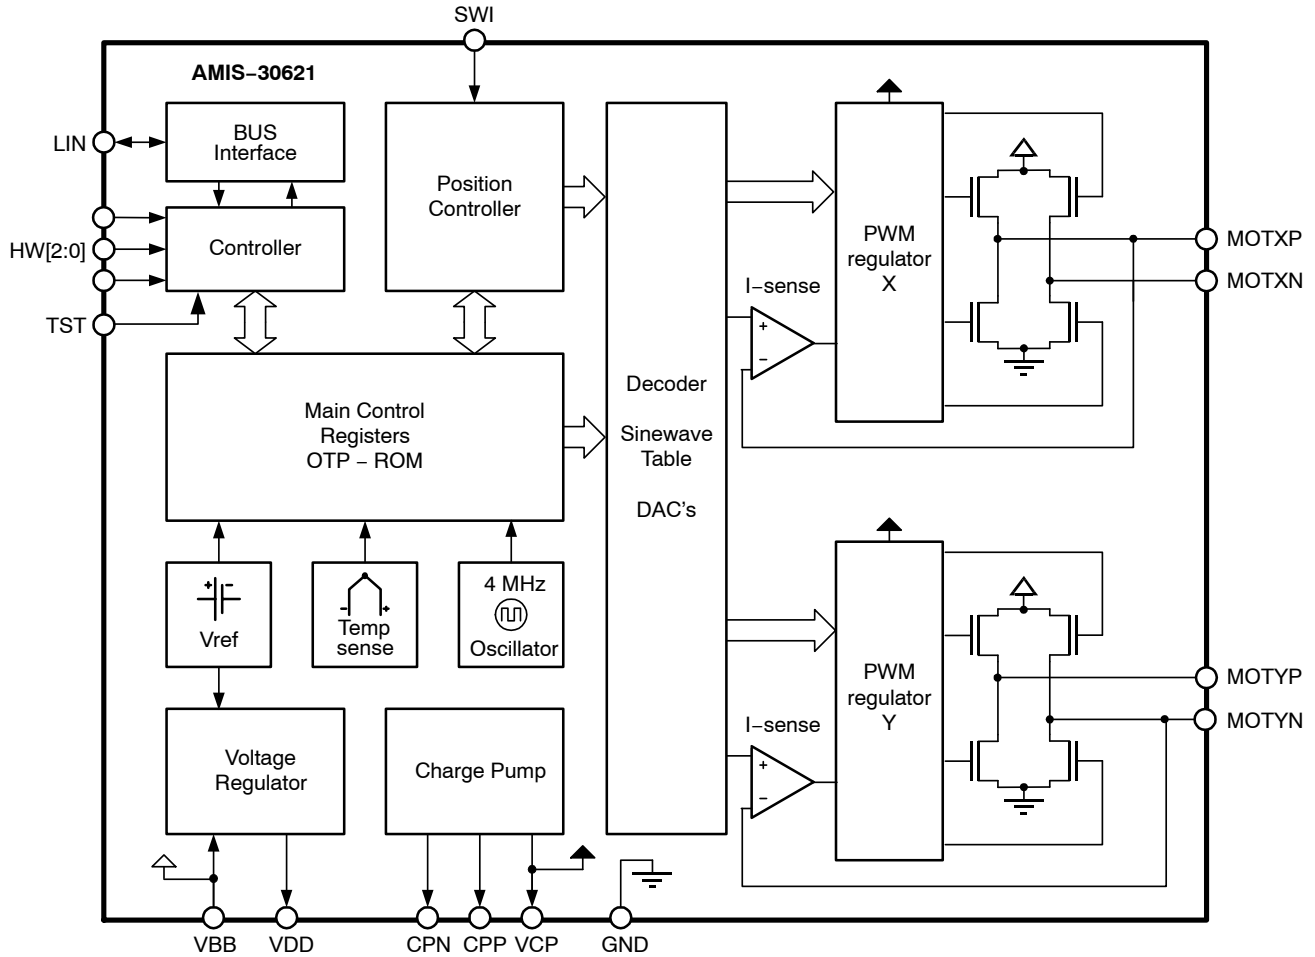 SWI
AMIS−30621
LIN
BUS
Interface
HW[2:0]
Controller
TST
Position
Controller
Main Control
Registers
OTP − ROM
+ −
Vref
− +
Temp
sense
4 MHz
Oscillator
Voltage
Regulator
Charge Pump
Decoder
Sinewave
Table
DAC's
I−sense
+
−
PWM
regulator
X
MOTXP
MOTXN
I−sense
+
−
PWM
regulator
Y
MOTYP
MOTYN
VBB
VDD
CPN
CPP
VCP
GND